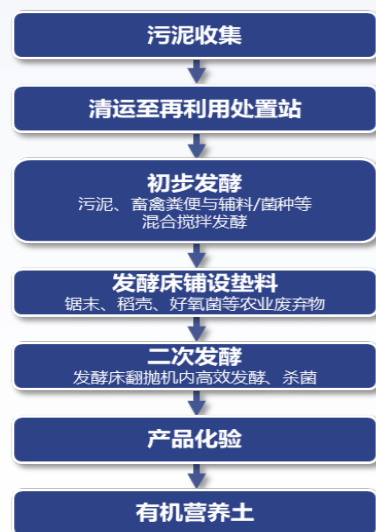 污泥收集
清运至再利用处置站
初步发酵
污泥、畜禽粪便与辅料/菌种等
混合搅拌发酵
发酵床铺设垫料
锯末、稻壳、好氧菌等农业废弃物
二次发酵
发酵床翻抛机内高效发酵、杀菌
产品化验
有机营养土